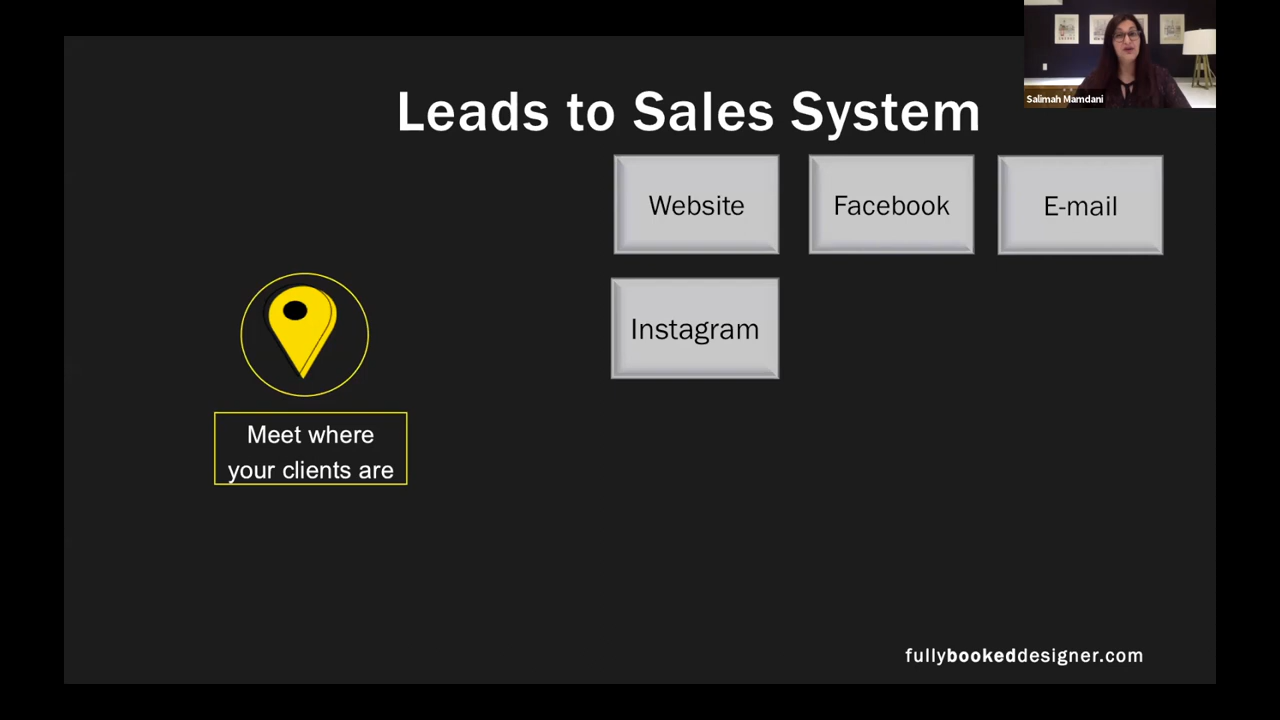 Salimah Mamdani
Leads to Sales System
Website
Facebook
E-mail
Instagram
Meet where
your clients are
fullybookeddesigner.com